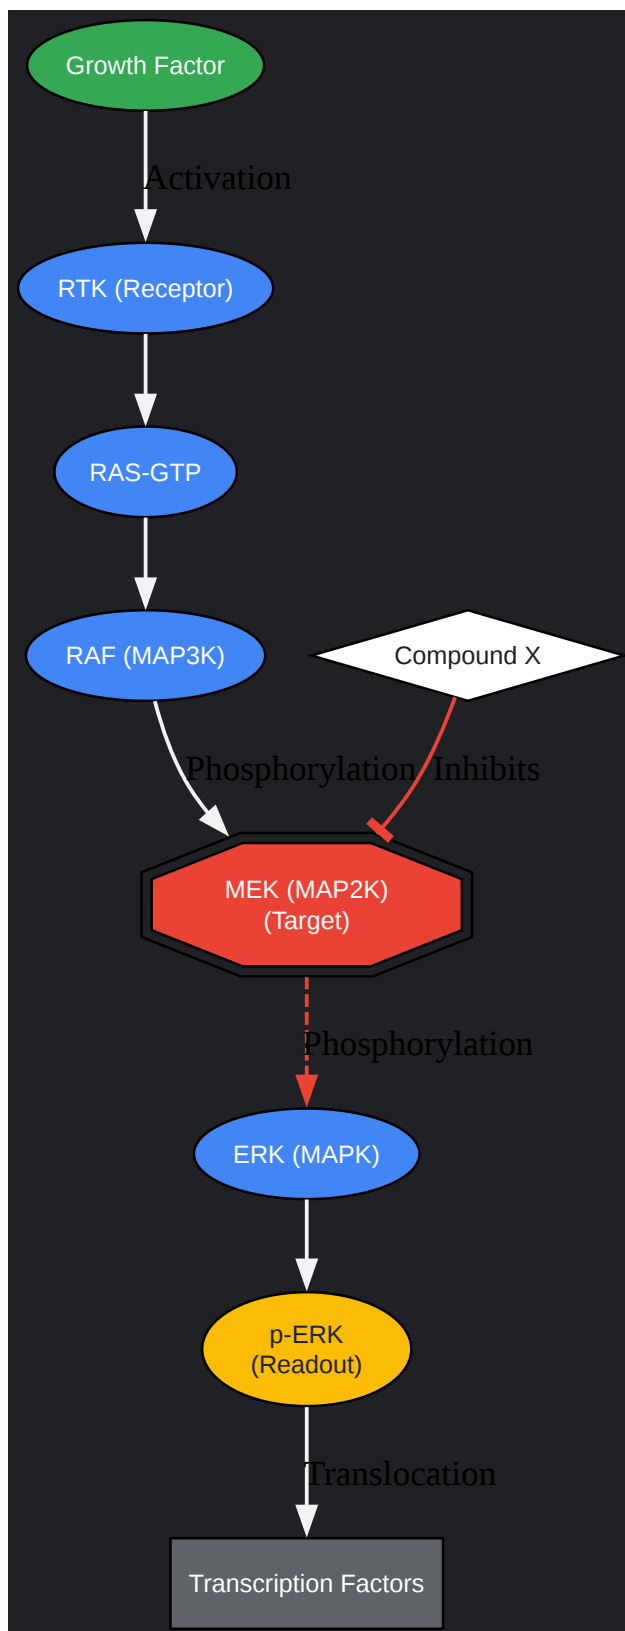 Growth Factor
Activation
RTK (Receptor)
RAS-GTP
RAF (MAP3K)
Compound X
Phosphorylation
Inhibits
MEK (MAP2K)
(Target)
Phosphorylation
ERK (MAPK)
p-ERK
(Readout)
Translocation
Transcription Factors